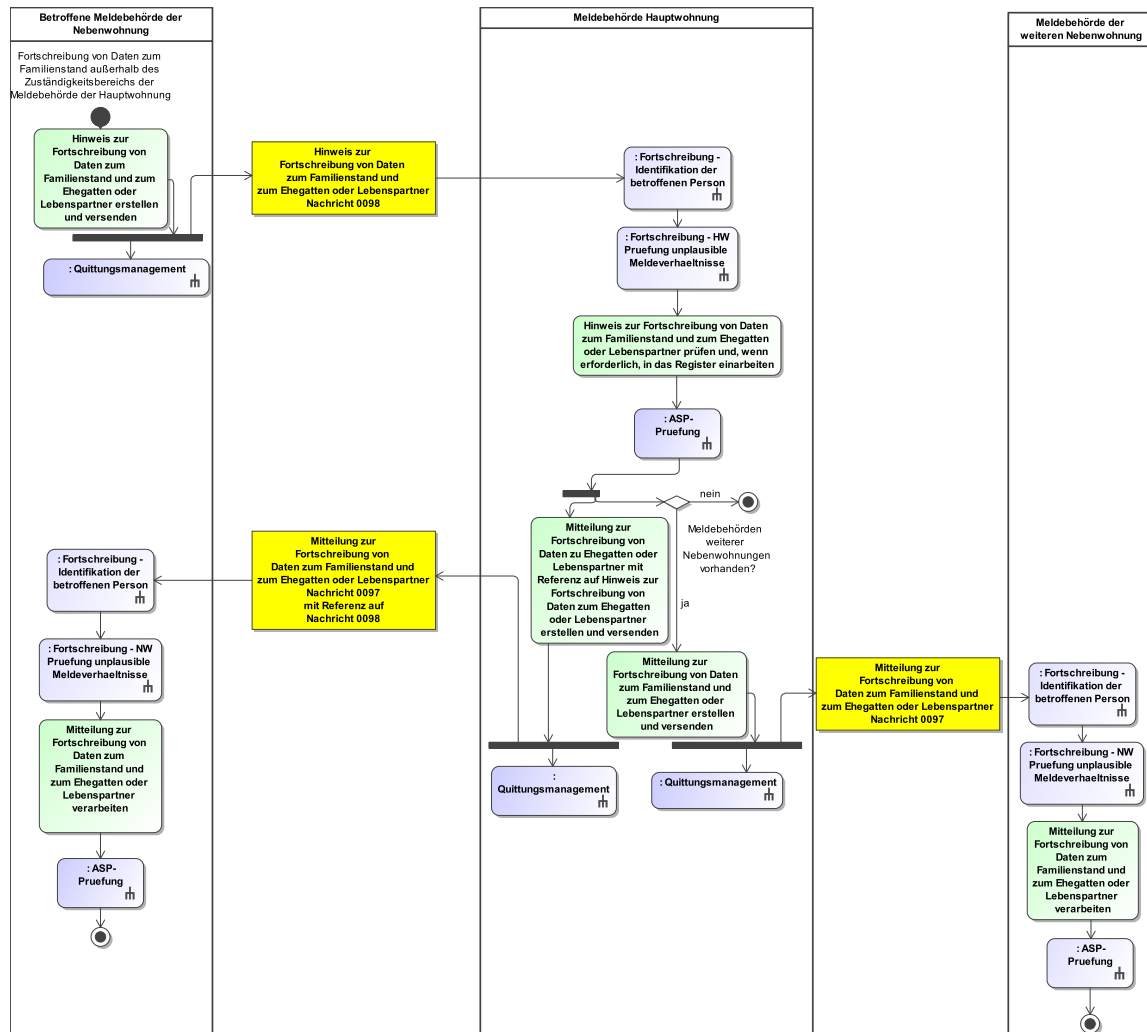 Betroffene Meldebehörde der
Nebenwohnung
Meldebehörde Hauptwohnung
Meldebehörde der
weiteren Nebenwohnung
Fortschreibung von Daten zum
Familienstand außerhalb des
Zuständigkeitsbereichs der
Meldebehörde der Hauptwohnung
Hinweis zur
Fortschreibung von
Daten zum
Familienstand und zum
Ehegatten oder
Lebenspartner erstellen
und versenden
: Quittungsmanagement
Hinweis zur
Fortschreibung von Daten
zum Familienstand und
zum Ehegatten oder Lebenspartner
Nachricht 0098
: Fortschreibung -
Identifikation der
betroffenen Person
: Fortschreibung - HW
Pruefung unplausible
Meldeverhaeltnisse
Hinweis zur Fortschreibung von Daten
zum Familienstand und zum Ehegatten
oder Lebenspartner prüfen und, wenn
erforderlich, in das Register einarbeiten
: ASP-
Pruefung
nein
Meldebehörden
weiterer
Nebenwohnungen
vorhanden?
ja
Mitteilung zur
Fortschreibung von
Daten zu Ehegatten oder
Lebenspartner mit
Referenz auf Hinweis zur
Fortschreibung von
Daten zum Ehegatten
oder Lebenspartner
erstellen und versenden
Mitteilung zur
Fortschreibung von Daten
zum Familienstand und
zum Ehegatten oder
Lebenspartner erstellen
und versenden
:
Quittungsmanagement
: Quittungsmanagement
Mitteilung zur
Fortschreibung von
Daten zum Familienstand und
zum Ehegatten oder Lebenspartner
Nachricht 0097
mit Referenz auf
Nachricht 0098
: Fortschreibung -
Identifikation der
betroffenen Person
: Fortschreibung - NW
Pruefung unplausible
Meldeverhaeltnisse
Mitteilung zur
Fortschreibung von
Daten zum
Familienstand und
zum Ehegatten oder
Lebenspartner
verarbeiten
: ASP-
Pruefung
Mitteilung zur
Fortschreibung von
Daten zum Familienstand und
zum Ehegatten oder Lebenspartner
Nachricht 0097
: Fortschreibung -
Identifikation der
betroffenen Person
: Fortschreibung - NW
Pruefung unplausible
Meldeverhaeltnisse
Mitteilung zur
Fortschreibung von
Daten zum
Familienstand und
zum Ehegatten oder
Lebenspartner
verarbeiten
: ASP-
Pruefung